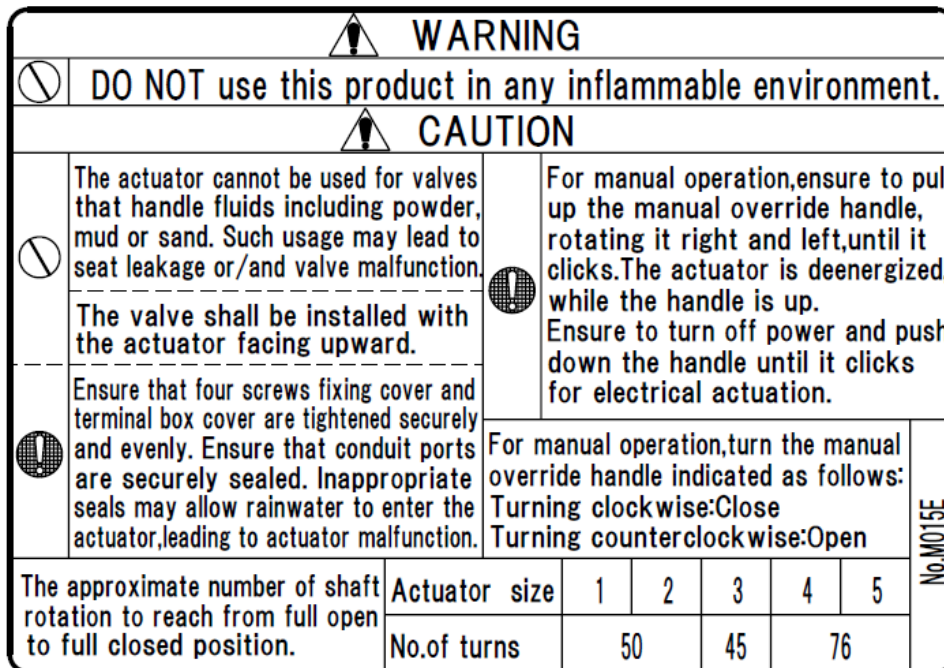 WARNING
DO NOT use this product in any inflammable environment.
CAUTION
The actuator cannot be used for valves
that handle fluids including powder,
mud or sand. Such usage may lead to
seat leakage or/and valve malfunction.
The valve shall be installed with
the actuator facing upward.
Ensure that four screws fixing cover and
terminal box cover are tightened securely
and evenly. Ensure that conduit ports
are securely sealed. Inappropriate
seals may allow rainwater to enter the
actuator,leading to actuator malfunction.
For manual operation,ensure to pull
up the manual override handle,
rotating it right and left,until it
clicks.The actuator is deenergized.
while the handle is up.
Ensure to turn off power and push
down the handle until it clicks
for electrical actuation.
For manual operation,turn the manual
override handle indicated as follows:
Turning clockwise:Close
Turning counterclockwise:Open
No.M015E
The approximate number of shaft
rotation to reach from full open
to full closed position.
Actuator size 1 2 3 4 5
No.of turns 50 45 76